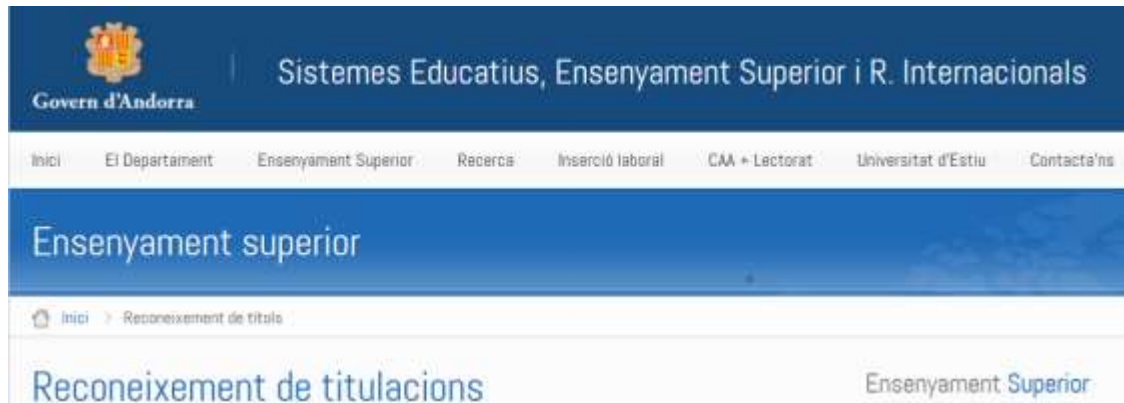 Govern d'Andorra
Sistemes Educatius, Ensenyament Superior i R. Internacionals
Inici El Departament Ensenyament Superior Recerca Inserció laboral CAA + Lectorat Universitat d'Estiu Contacta'ns
Ensenyament superior
Inici > Reconeixement de títols
Reconeixement de titulacions
Ensenyament Superior